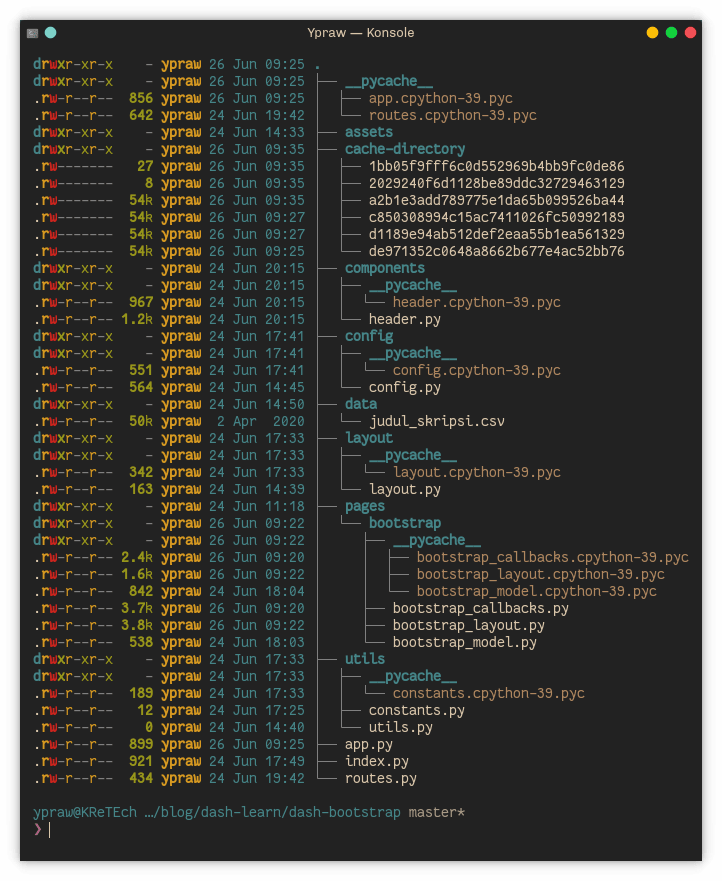 Ypraw — Konsole
drwxr-xr-x    - ypraw 26 Jun 09:25 .
drwxr-xr-x    - ypraw 26 Jun 09:25 ├── __pycache__
.rw-r--r--  856 ypraw 26 Jun 09:25 │  ├── app.cpython-39.pyc
.rw-r--r--  642 ypraw 24 Jun 19:42 │  └── routes.cpython-39.pyc
drwxr-xr-x    - ypraw 24 Jun 14:33 ├── assets
drwxr-xr-x    - ypraw 26 Jun 09:35 ├── cache-directory
.rw-------   27 ypraw 26 Jun 09:35 │  ├── 1bb05f9fff6c0d552969b4bb9fc0de86
.rw-------    8 ypraw 26 Jun 09:35 │  ├── 2029240f6d1128be89ddc32729463129
.rw-------  54k ypraw 26 Jun 09:35 │  ├── a2b1e3add789775e1da65b099526ba44
.rw-------  54k ypraw 26 Jun 09:27 │  ├── c850308994c15ac7411026fc50992189
.rw-------  54k ypraw 26 Jun 09:27 │  ├── d1189e94ab512def2eaa55b1ea561329
.rw-------  54k ypraw 26 Jun 09:25 │  └── de971352c0648a8662b677e4ac52bb76
drwxr-xr-x    - ypraw 24 Jun 20:15 ├── components
drwxr-xr-x    - ypraw 24 Jun 20:15 │  ├── __pycache__
.rw-r--r--  967 ypraw 24 Jun 20:15 │  │  └── header.cpython-39.pyc
.rw-r--r-- 1.2k ypraw 24 Jun 20:15 │  └── header.py
drwxr-xr-x    - ypraw 24 Jun 17:41 ├── config
drwxr-xr-x    - ypraw 24 Jun 17:41 │  ├── __pycache__
.rw-r--r--  551 ypraw 24 Jun 17:41 │  │  └── config.cpython-39.pyc
.rw-r--r--  564 ypraw 24 Jun 14:45 │  └── config.py
drwxr-xr-x    - ypraw 24 Jun 14:50 ├── data
.rw-r--r--  50k ypraw  2 Apr  2020 │  └── judul_skripsi.csv
drwxr-xr-x    - ypraw 24 Jun 17:33 ├── layout
drwxr-xr-x    - ypraw 24 Jun 17:33 │  ├── __pycache__
.rw-r--r--  342 ypraw 24 Jun 17:33 │  │  └── layout.cpython-39.pyc
.rw-r--r--  163 ypraw 24 Jun 14:39 │  └── layout.py
drwxr-xr-x    - ypraw 24 Jun 11:18 ├── pages
drwxr-xr-x    - ypraw 26 Jun 09:22 │  └── bootstrap
drwxr-xr-x    - ypraw 26 Jun 09:22 │     ├── __pycache__
.rw-r--r-- 2.4k ypraw 26 Jun 09:20 │     │  ├── bootstrap_callbacks.cpython-39.pyc
.rw-r--r-- 1.6k ypraw 26 Jun 09:22 │     │  ├── bootstrap_layout.cpython-39.pyc
.rw-r--r--  842 ypraw 24 Jun 18:04 │     │  └── bootstrap_model.cpython-39.pyc
.rw-r--r-- 3.7k ypraw 26 Jun 09:20 │     ├── bootstrap_callbacks.py
.rw-r--r-- 3.8k ypraw 26 Jun 09:22 │     ├── bootstrap_layout.py
.rw-r--r--  538 ypraw 24 Jun 18:03 │     └── bootstrap_model.py
drwxr-xr-x    - ypraw 24 Jun 17:33 ├── utils
drwxr-xr-x    - ypraw 24 Jun 17:33 │  ├── __pycache__
.rw-r--r--  189 ypraw 24 Jun 17:33 │  │  └── constants.cpython-39.pyc
.rw-r--r--   12 ypraw 24 Jun 17:25 │  ├── constants.py
.rw-r--r--    0 ypraw 24 Jun 14:40 │  └── utils.py
.rw-r--r--  899 ypraw 26 Jun 09:25 ├── app.py
.rw-r--r--  921 ypraw 24 Jun 17:49 ├── index.py
.rw-r--r--  434 ypraw 24 Jun 19:42 └── routes.py
ypraw@KReTEch …/blog/dash-learn/dash-bootstrap master*
❯